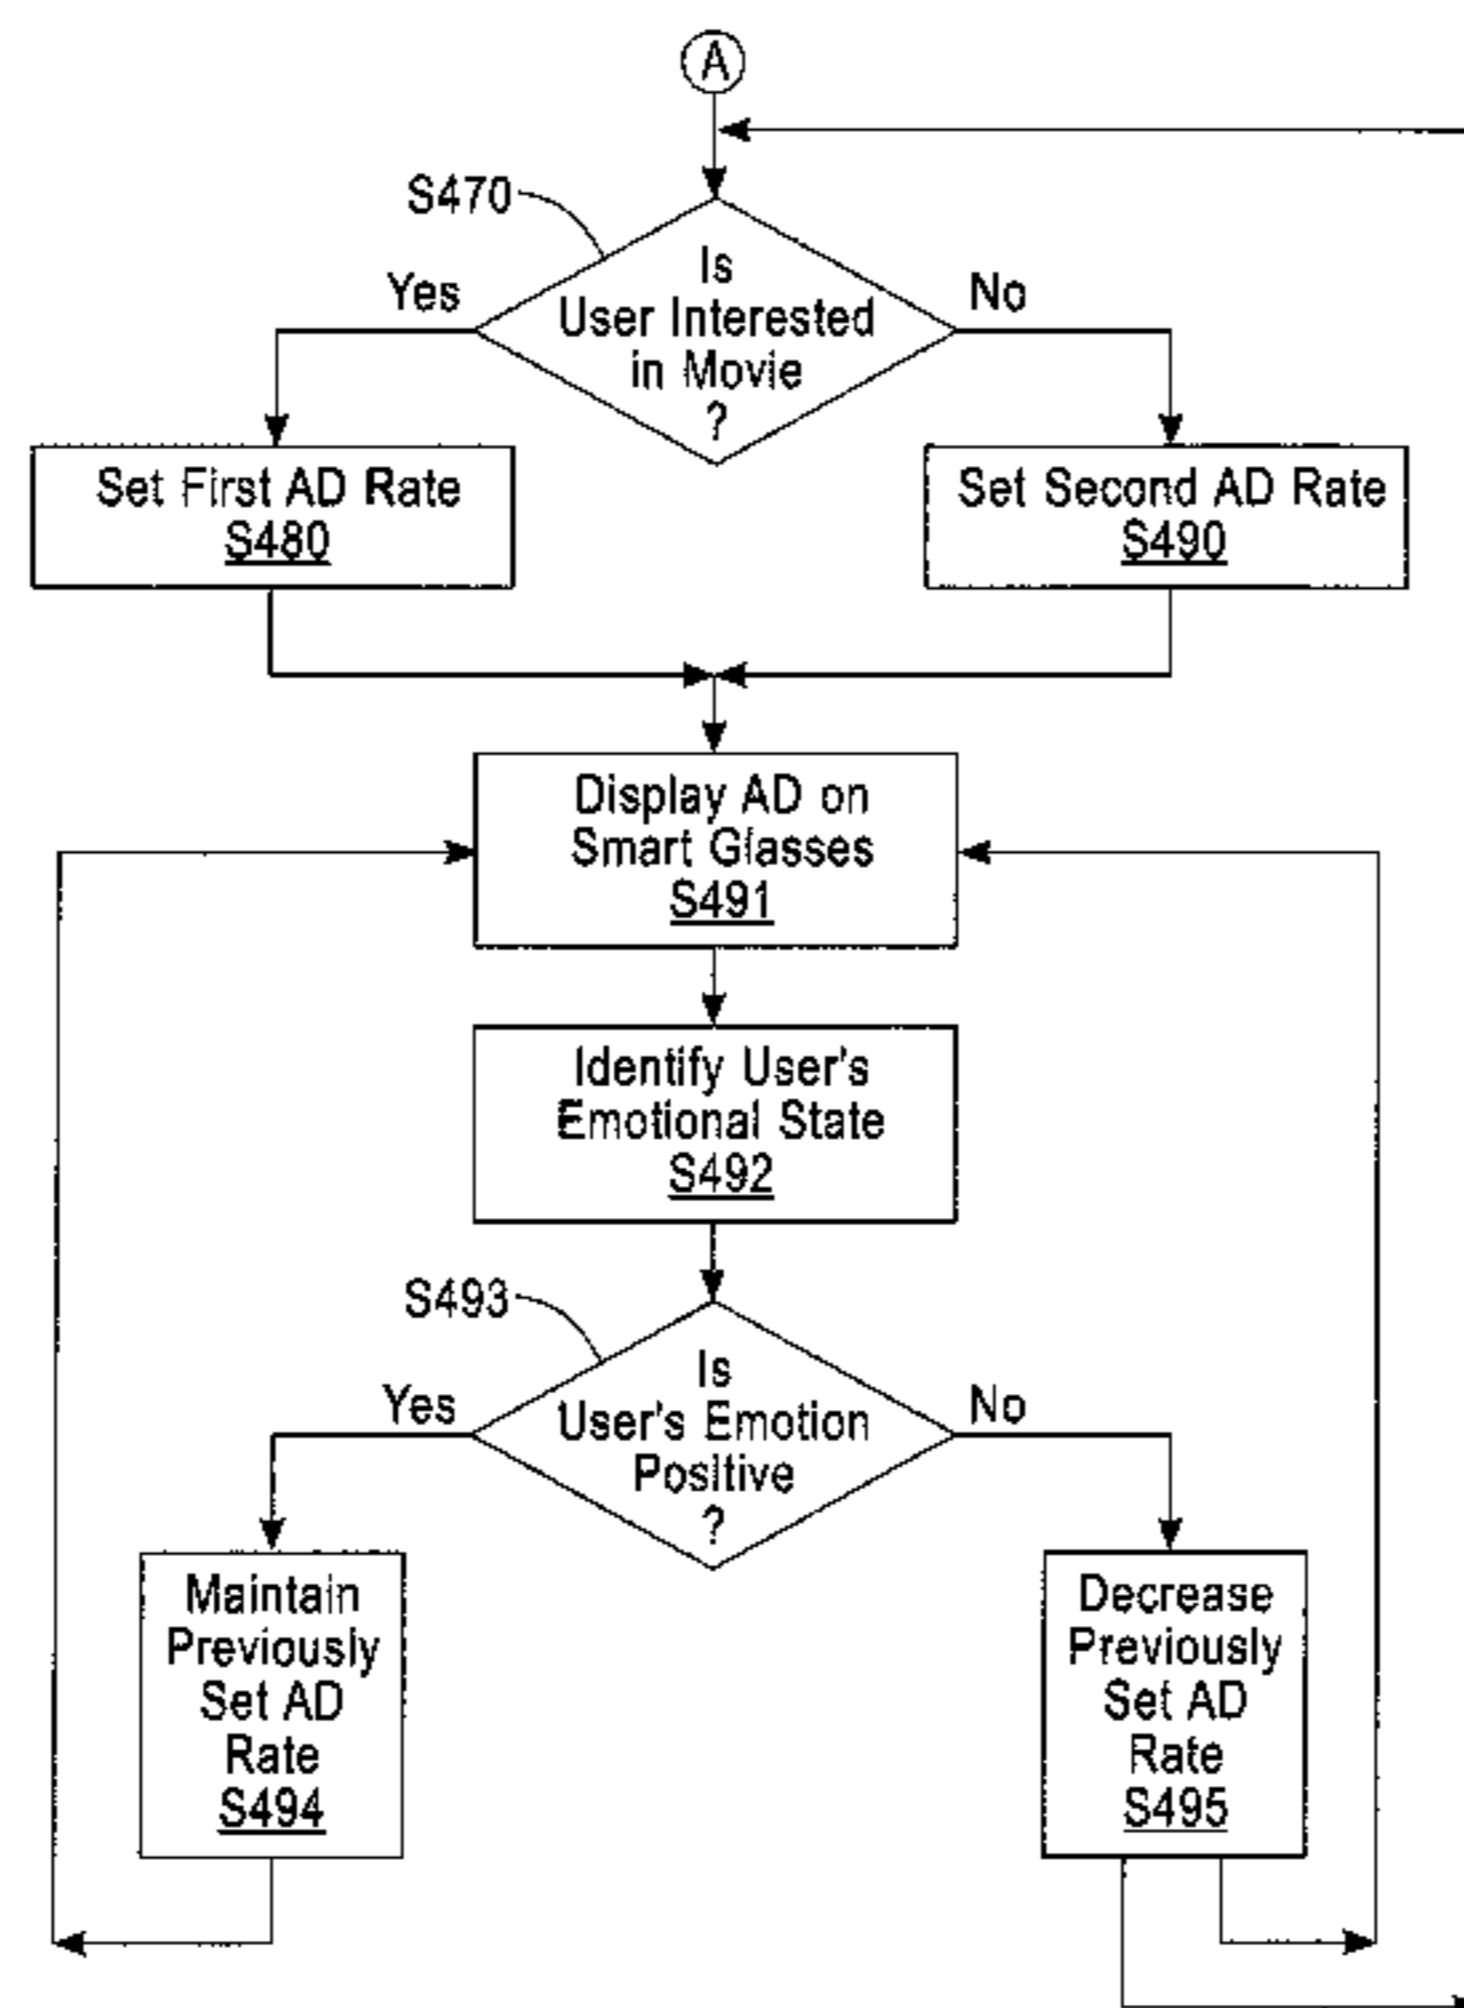 A
S470
Yes
No
Is
User Interested
in Movie
?
Set First AD Rate
S480
Set Second AD Rate
S490
Display AD on
Smart Glasses
S491
Identify User's
Emotional State
S492
S493
Yes
No
Is
User's Emotion
Positive
?
Maintain
Previously
Set AD
Rate
S494
Decrease
Previously
Set AD
Rate
S495